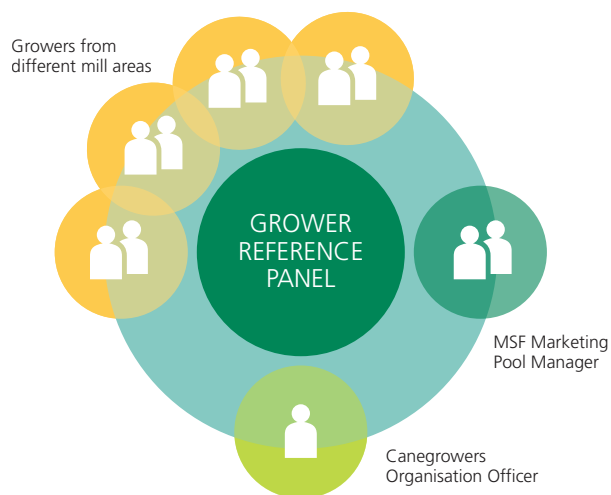 Growers from
different mill areas
GROWER
REFERENCE
PANEL
MSF Marketing
Pool Manager
Canegrowers
Organisation Officer